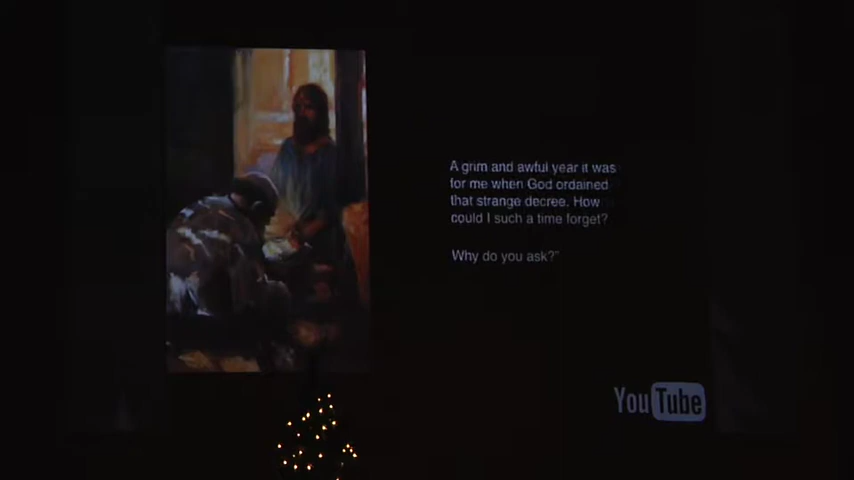 A grim and awful year it was
for me when God ordained
that strange decree. How
could I such a time forget?
Why do you ask?"
YouTube